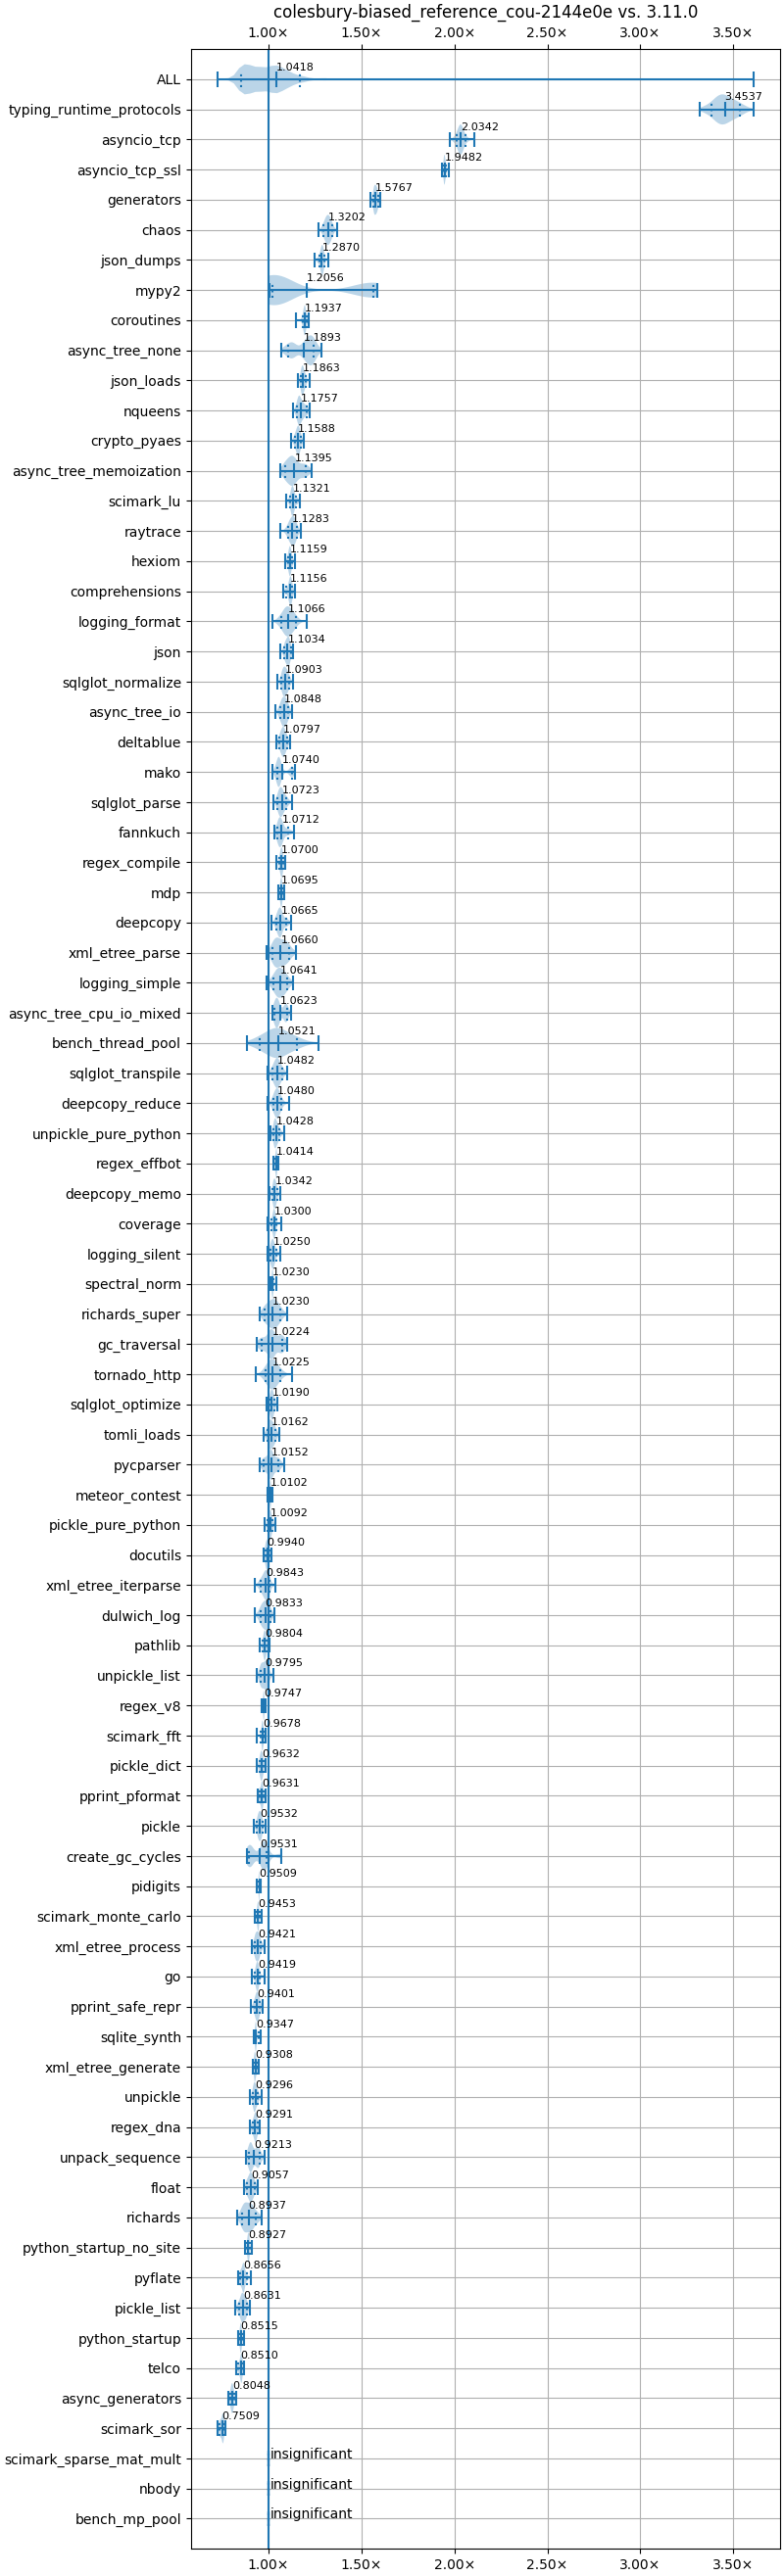 colesbury-biased_reference_cou-2144e0e vs. 3.11.0
1.00× 1.50× 2.00× 2.50× 3.00× 3.50×
ALL 1.0418
typing_runtime_protocols 3.4537
asyncio_tcp 2.0342
asyncio_tcp_ssl 1.9482
generators 1.5767
chaos 1.3202
json_dumps 1.2870
mypy2 1.2056
coroutines 1.1937
async_tree_none 1.1893
json_loads 1.1863
nqueens 1.1757
crypto_pyaes 1.1588
async_tree_memoization 1.1395
scimark_lu 1.1321
raytrace 1.1283
hexiom 1.1159
comprehensions 1.1156
logging_format 1.1066
json 1.1034
sqlglot_normalize 1.0903
async_tree_io 1.0848
deltablue 1.0797
mako 1.0740
sqlglot_parse 1.0723
fannkuch 1.0712
regex_compile 1.0700
mdp 1.0695
deepcopy 1.0665
xml_etree_parse 1.0660
logging_simple 1.0641
async_tree_cpu_io_mixed 1.0623
bench_thread_pool 1.0521
sqlglot_transpile 1.0482
deepcopy_reduce 1.0480
unpickle_pure_python 1.0428
regex_effbot 1.0414
deepcopy_memo 1.0342
coverage 1.0300
logging_silent 1.0250
spectral_norm 1.0230
richards_super 1.0230
gc_traversal 1.0224
tornado_http 1.0225
sqlglot_optimize 1.0190
tomli_loads 1.0162
pycparser 1.0152
meteor_contest 1.0102
pickle_pure_python 1.0092
docutils 0.9940
xml_etree_iterparse 0.9843
dulwich_log 0.9833
pathlib 0.9804
unpickle_list 0.9795
regex_v8 0.9747
scimark_fft 0.9678
pickle_dict 0.9632
pprint_pformat 0.9631
pickle 0.9532
create_gc_cycles 0.9531
pidigits 0.9509
scimark_monte_carlo 0.9453
xml_etree_process 0.9421
go 0.9419
pprint_safe_repr 0.9401
sqlite_synth 0.9347
xml_etree_generate 0.9308
unpickle 0.9296
regex_dna 0.9291
unpack_sequence 0.9213
float 0.9057
richards 0.8937
python_startup_no_site 0.8927
pyflate 0.8656
pickle_list 0.8631
python_startup 0.8515
telco 0.8510
async_generators 0.8048
scimark_sor 0.7509
scimark_sparse_mat_mult insignificant
nbody insignificant
bench_mp_pool insignificant
1.00× 1.50× 2.00× 2.50× 3.00× 3.50×